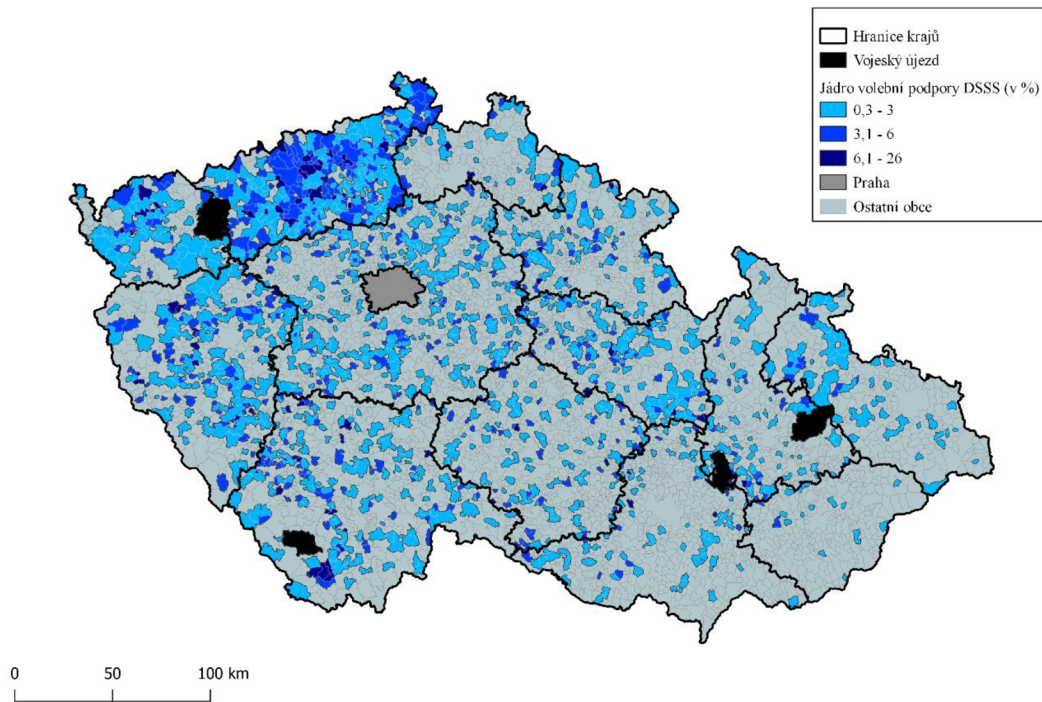 Hranice krajů
Vojeský újezd
Jádro volební podpory DSSS (v %)
0,3 - 3
3,1 - 6
6,1 - 26
Praha
Ostatní obce
0 50 100 km